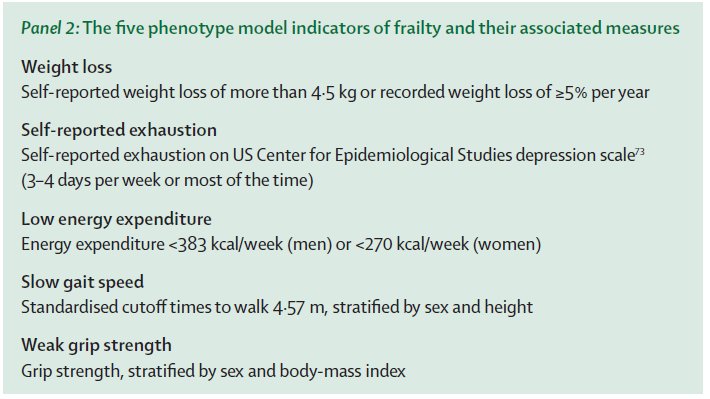 Panel 2: The five phenotype model indicators of frailty and their associated measures
Weight loss
Self-reported weight loss of more than 4·5 kg or recorded weight loss of ≥5% per year
Self-reported exhaustion
Self-reported exhaustion on US Center for Epidemiological Studies depression scale⁷³
(3–4 days per week or most of the time)
Low energy expenditure
Energy expenditure <383 kcal/week (men) or <270 kcal/week (women)
Slow gait speed
Standardised cutoff times to walk 4·57 m, stratified by sex and height
Weak grip strength
Grip strength, stratified by sex and body-mass index